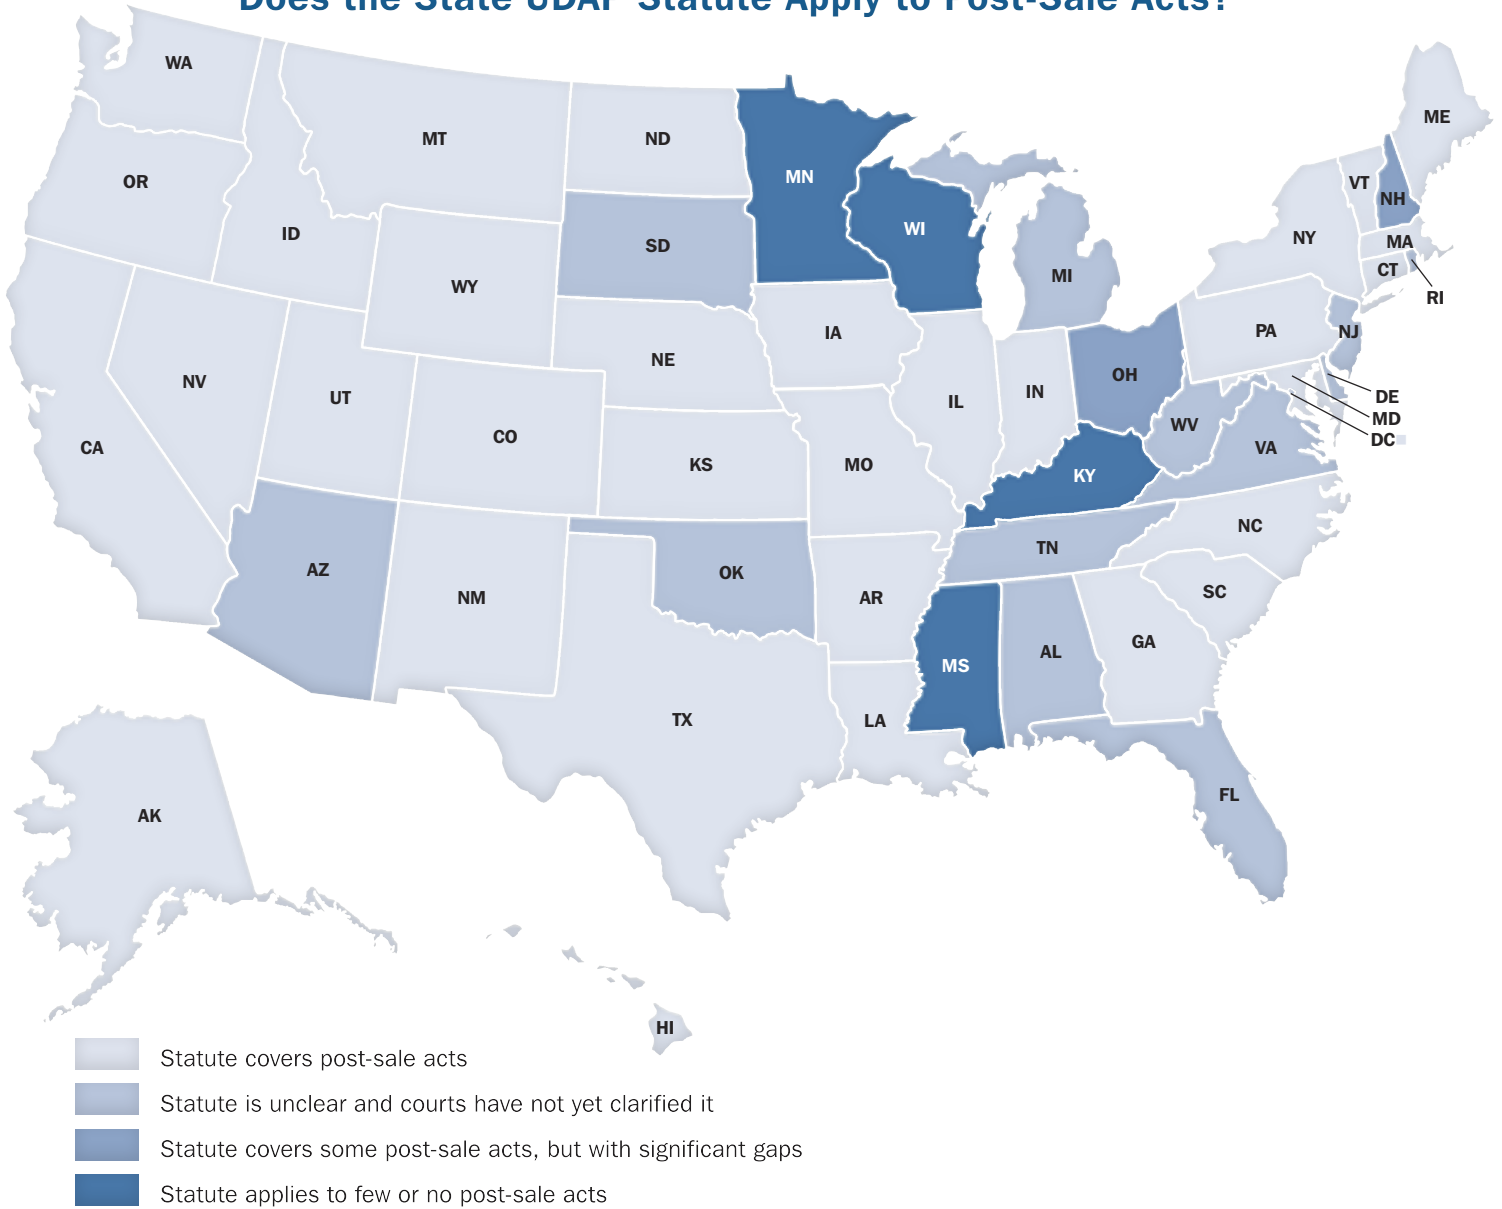 Does the State UDAP Statute Apply to Post-Sale Acts?
WA
MT
ND
MN
ME
OR
ID
SD
WI
VT
NH
WY
MI
NY
MA
CT
RI
IA
PA
NJ
NV
UT
NE
IL
IN
OH
DE
MD
DC
CA
CO
KS
MO
WV
VA
KY
AZ
NM
OK
AR
TN
NC
SC
MS
AL
GA
TX
LA
FL
AK
HI
Statute covers post-sale acts
Statute is unclear and courts have not yet clarified it
Statute covers some post-sale acts, but with significant gaps
Statute applies to few or no post-sale acts